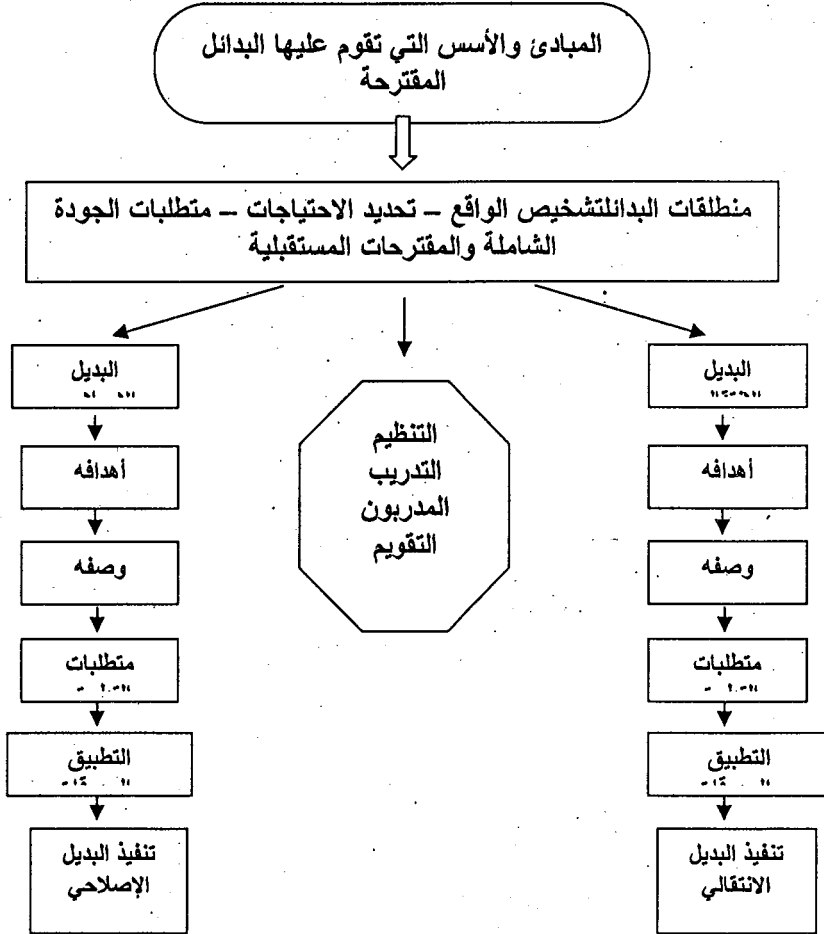 المبادئ والأسس التي تقوم عليها البدائل
المقترحة
منطلقات البدائلتشخيص الواقع – تحديد الاحتياجات – متطلبات الجودة
الشاملة والمقترحات المستقبلية
البديل
أهدافه
وصفه
متطلبات
التطبيق
تنفيذ البديل
الانتقالي
التنظيم
التدريب
المدربون
التقويم
البديل
أهدافه
وصفه
متطلبات
التطبيق
تنفيذ البديل
الإصلاحي